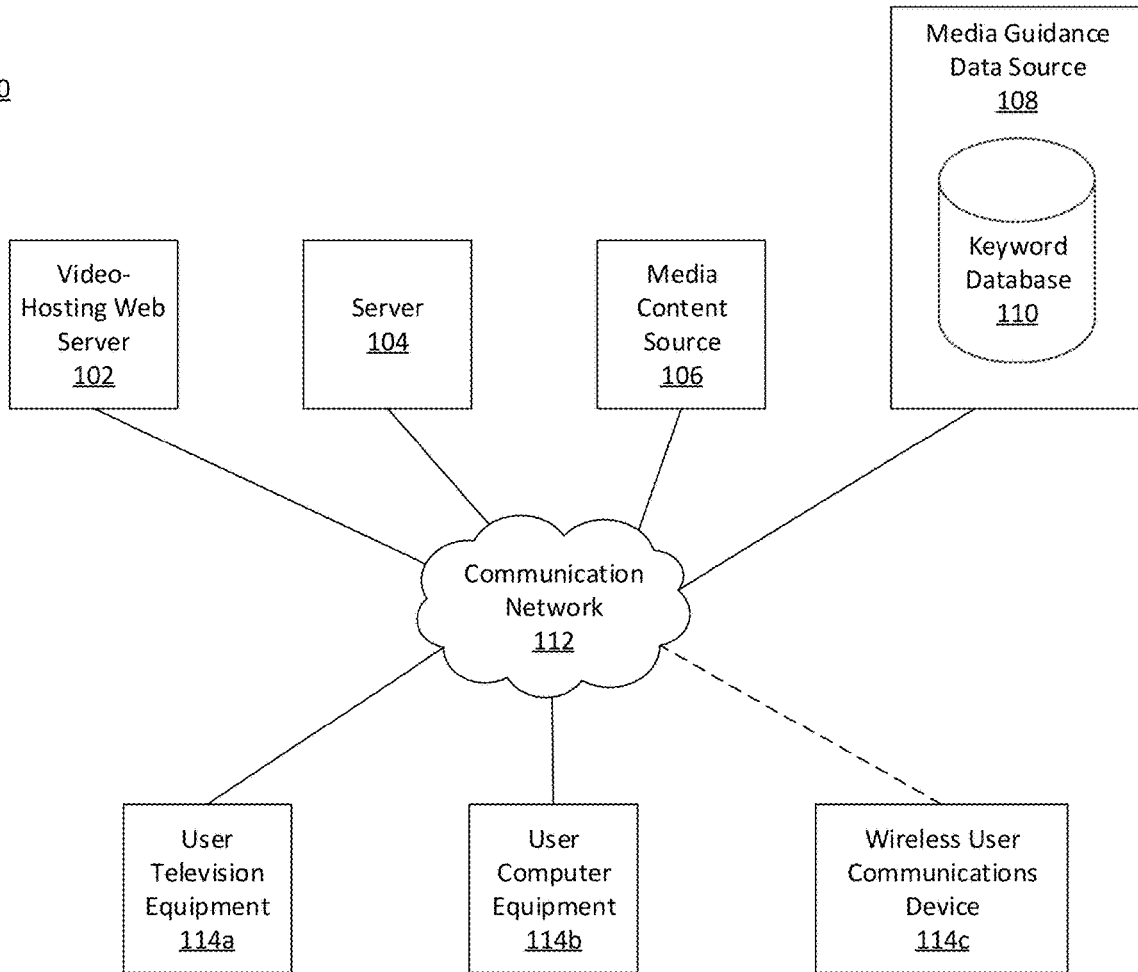 0
Media Guidance
Data Source
108
Keyword
Database
110
Video-
Hosting Web
Server
102
Server
104
Media
Content
Source
106
Communication
Network
112
User
Television
Equipment
114a
User
Computer
Equipment
114b
Wireless User
Communications
Device
114c